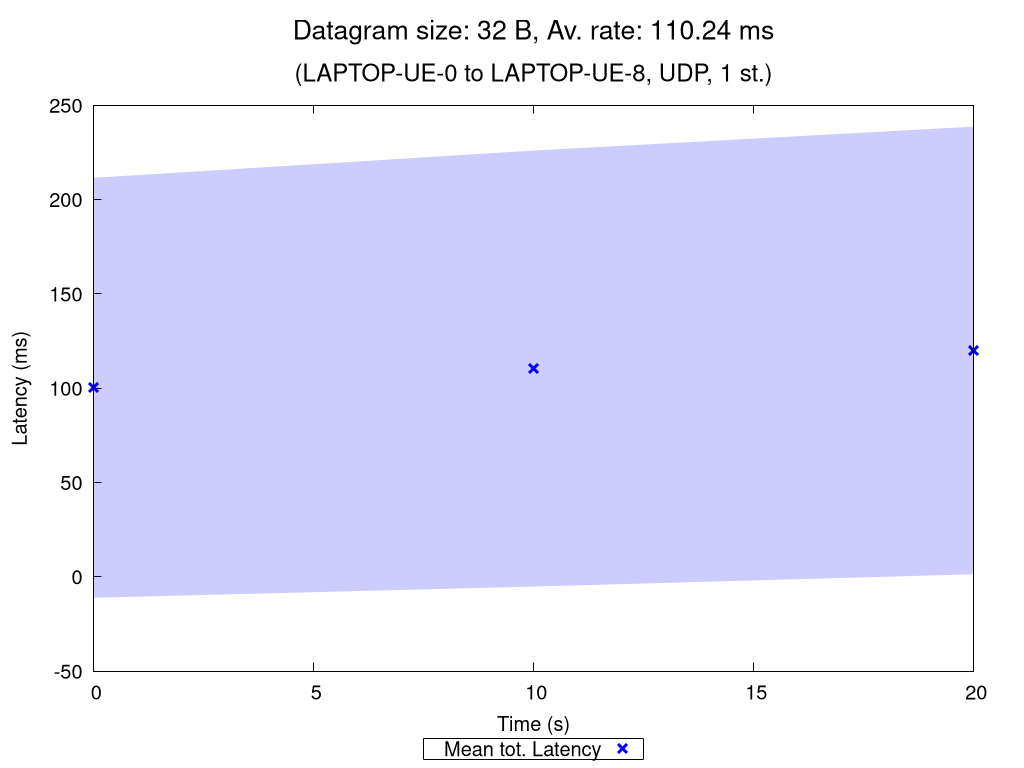 Datagram size: 32 B, Av. rate: 110.24 ms
(LAPTOP-UE-0 to LAPTOP-UE-8, UDP, 1 st.)
250
200
150
100
50
0
-50
Latency (ms)
0 5 10 15 20
Time (s)
Mean tot. Latency